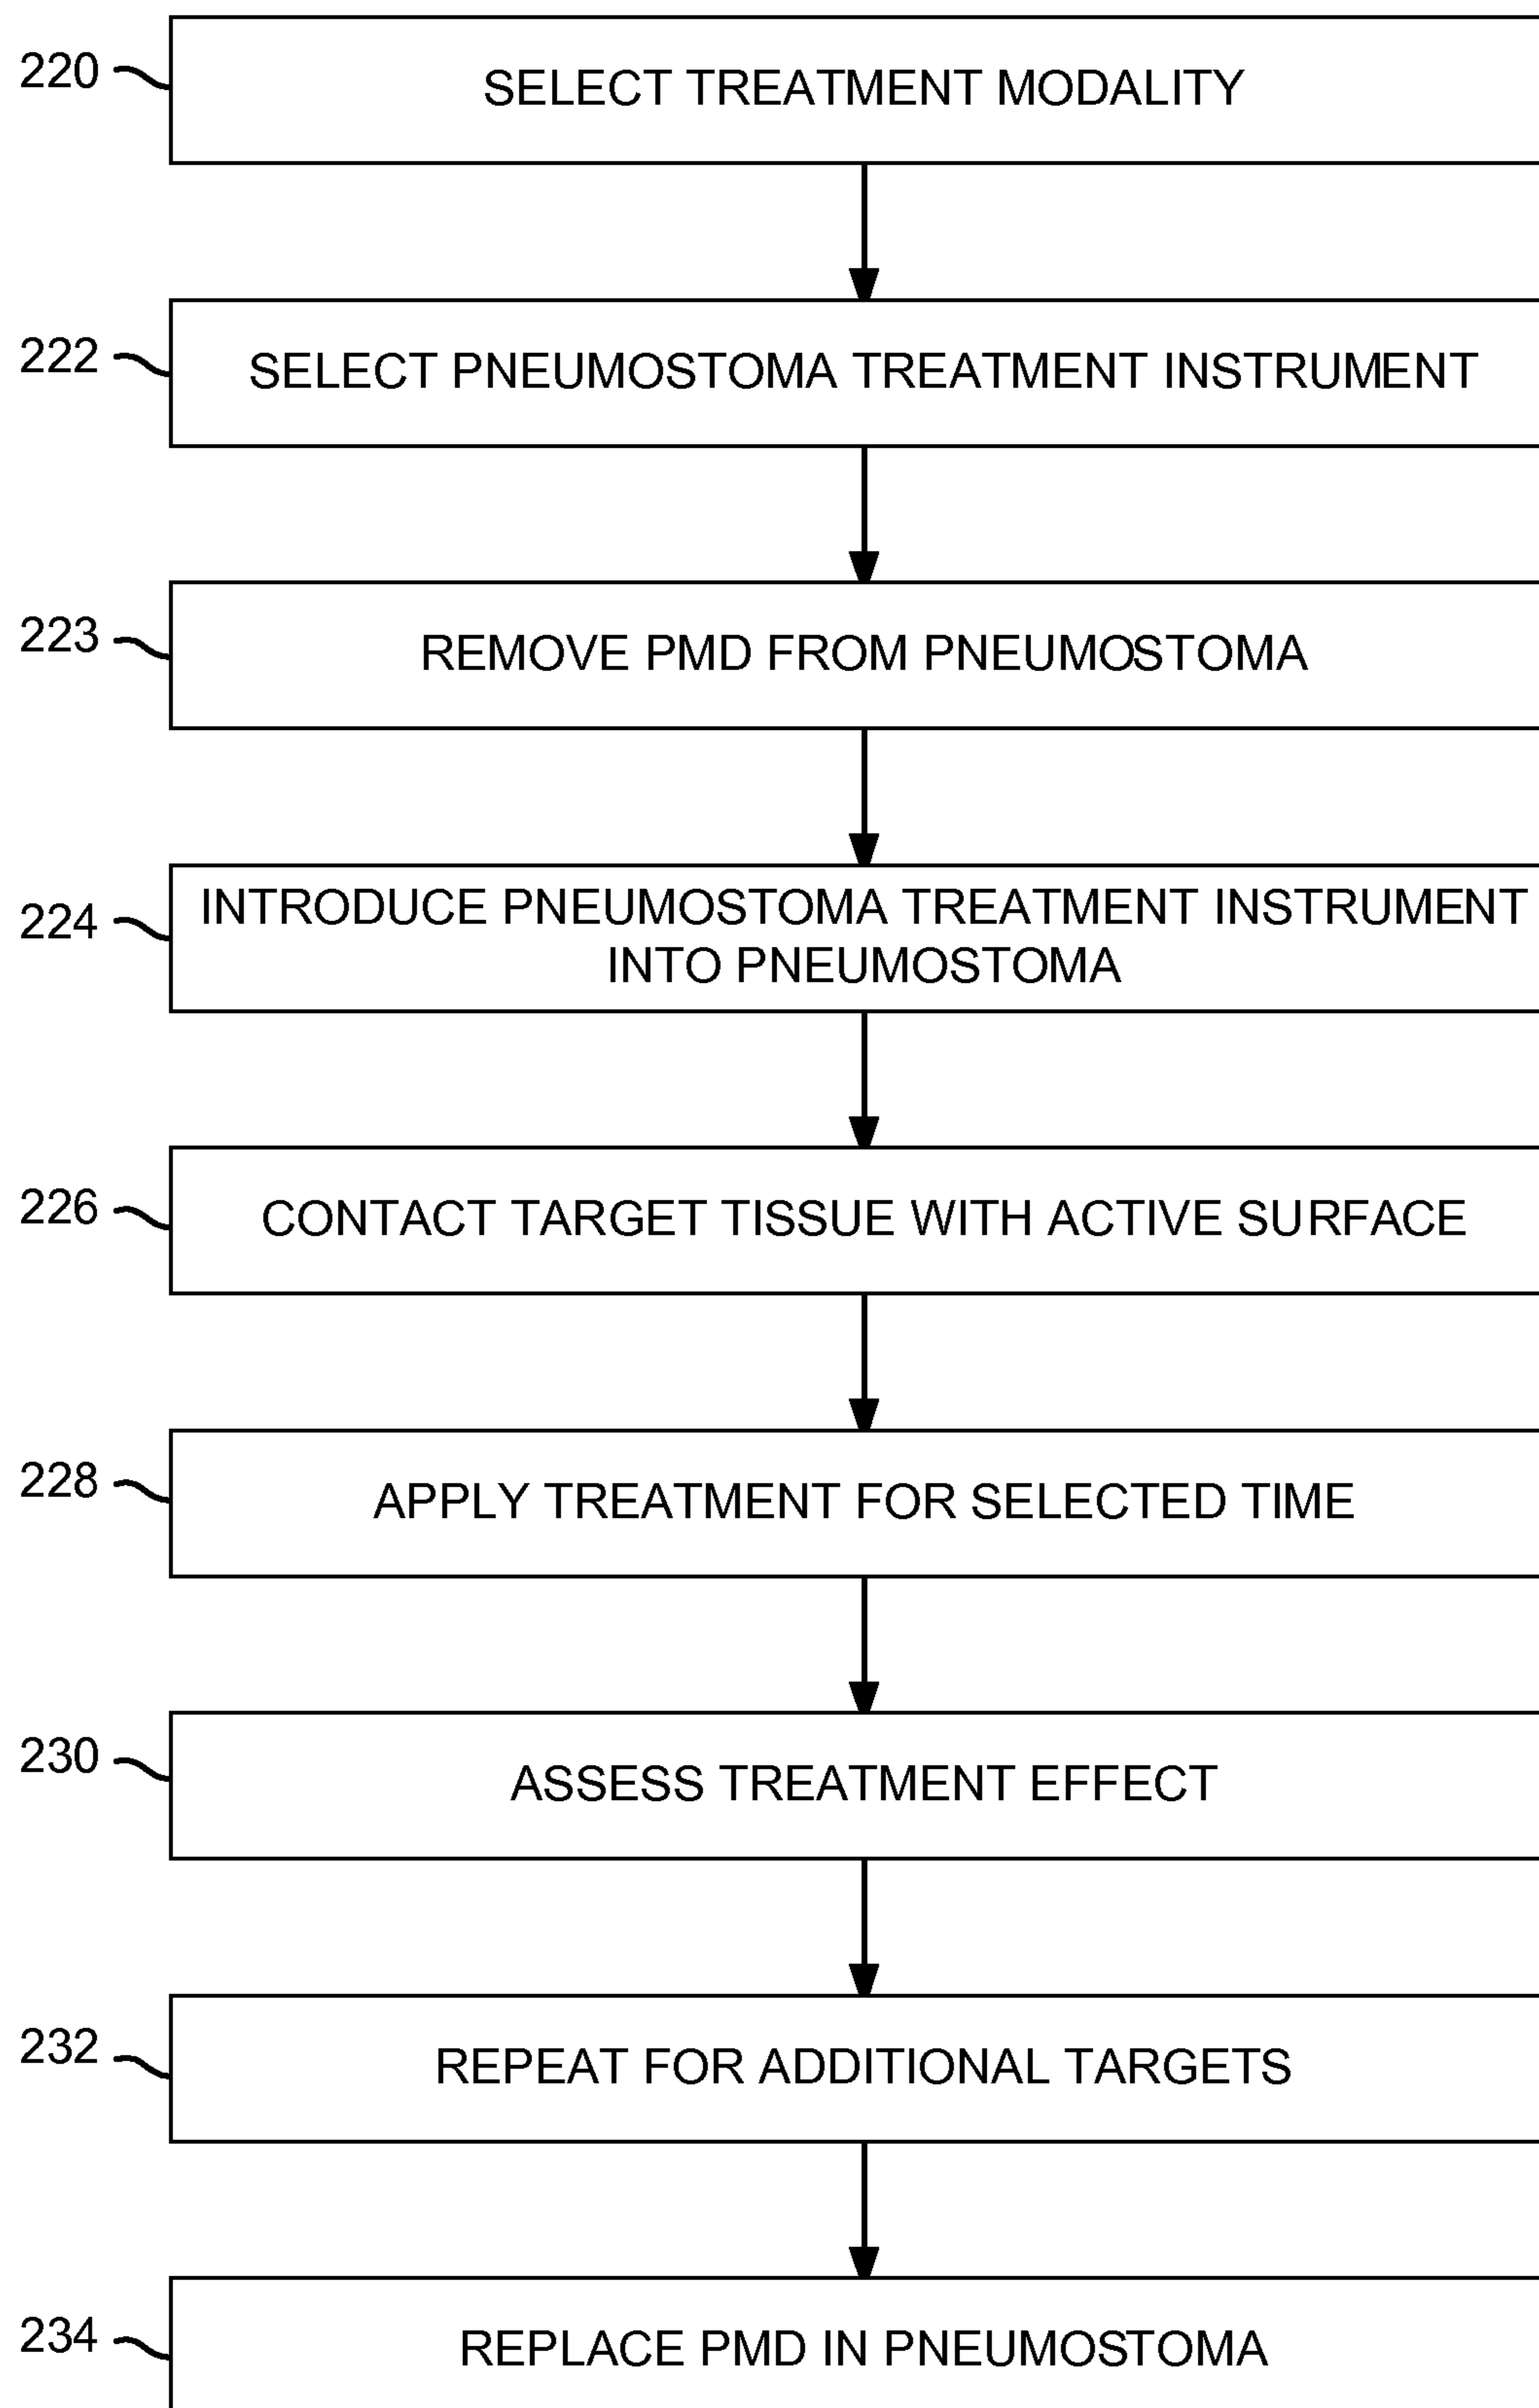 220
SELECT TREATMENT MODALITY
222
SELECT PNEUMOSTOMA TREATMENT INSTRUMENT
223
REMOVE PMD FROM PNEUMOSTOMA
224
INTRODUCE PNEUMOSTOMA TREATMENT INSTRUMENT
INTO PNEUMOSTOMA
226
CONTACT TARGET TISSUE WITH ACTIVE SURFACE
228
APPLY TREATMENT FOR SELECTED TIME
230
ASSESS TREATMENT EFFECT
232
REPEAT FOR ADDITIONAL TARGETS
234
REPLACE PMD IN PNEUMOSTOMA